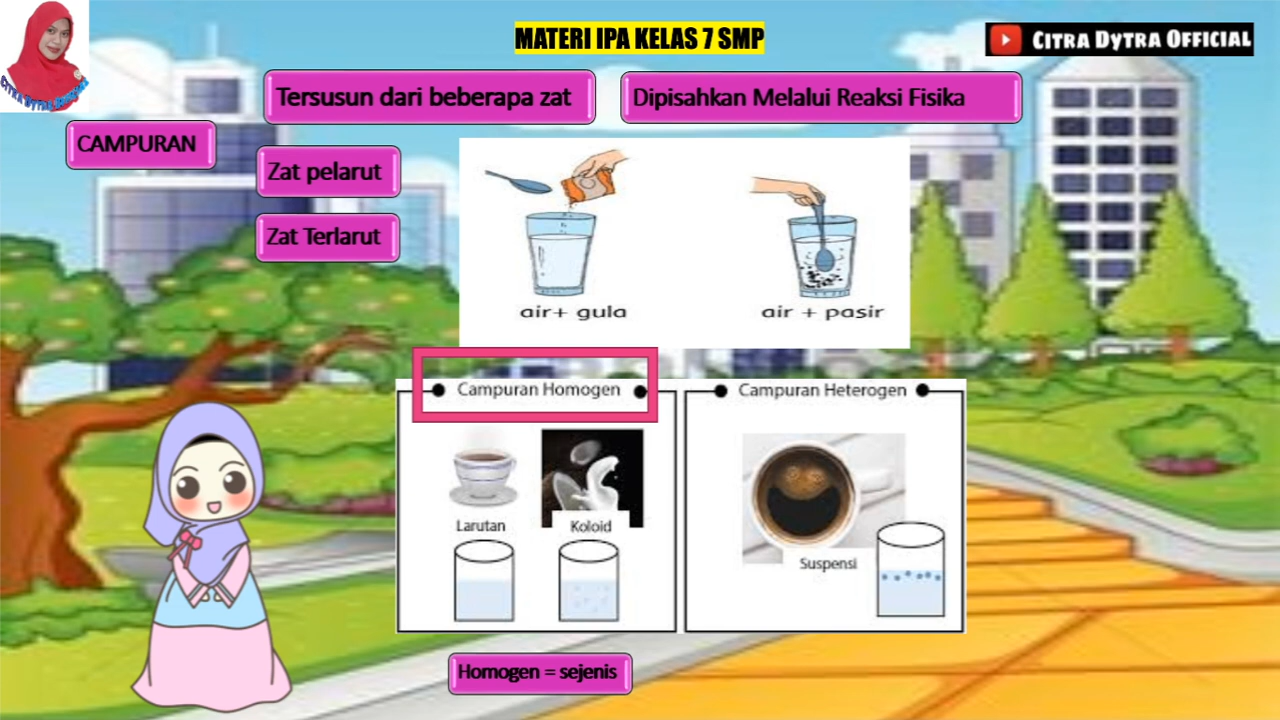 MATERI IPA KELAS 7 SMP
CITRA DYTRA OFFICIAL
Tersusun dari beberapa zat
Dipisahkan Melalui Reaksi Fisika
CAMPURAN
Zat pelarut
Zat Terlarut
air+ gula
air + pasir
Campuran Homogen
Campuran Heterogen
Larutan
Koloid
Suspensi
Homogen = sejenis